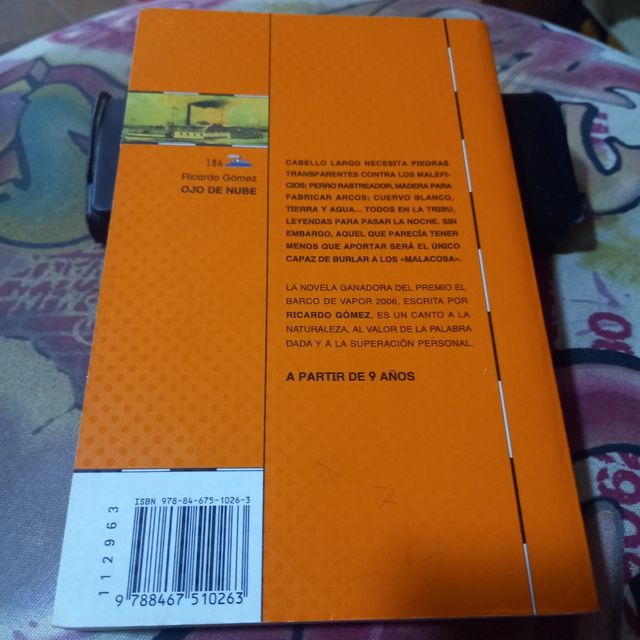 186
Ricardo Gómez
OJO DE NUBE
CABELLO LARGO NECESITA PIEDRAS
TRANSPARENTES CONTRA LOS MALEFI-
CIOS; PERRO RASTREADOR, MADERA PARA
FABRICAR ARCOS; CUERVO BLANCO,
TIERRA Y AGUA... TODOS EN LA TRIBU,
LEYENDAS PARA PASAR LA NOCHE. SIN
EMBARGO, AQUEL QUE PARECÍA TENER
MENOS QUE APORTAR SERÁ EL ÚNICO
CAPAZ DE BURLAR A LOS «MALACOSA».
LA NOVELA GANADORA DEL PREMIO EL
BARCO DE VAPOR 2006, ESCRITA POR
RICARDO GÓMEZ, ES UN CANTO A LA
NATURALEZA, AL VALOR DE LA PALABRA
DADA Y A LA SUPERACIÓN PERSONAL.
A PARTIR DE 9 AÑOS
ISBN 978-84-675-1026-3
112963
9 788467 510263